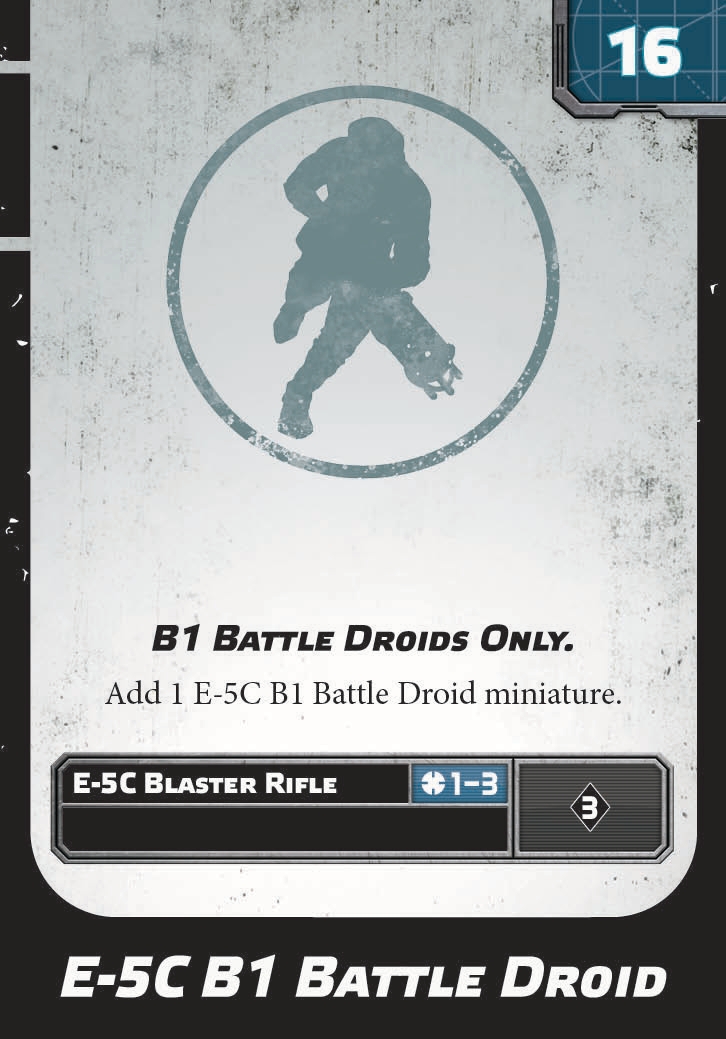 16
B1 Battle Droids Only.
Add 1 E-5C B1 Battle Droid miniature.
E-5C Blaster Rifle 1–3
3
E-5C B1 Battle Droid